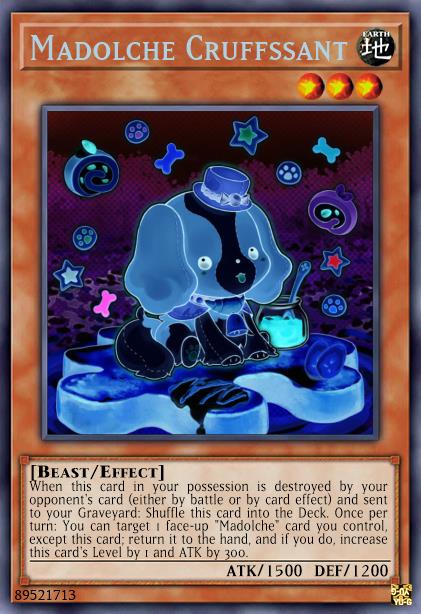 Madolche Cruffssant
EARTH
地
[Beast/Effect]
When this card in your possession is destroyed by your
opponent's card (either by battle or by card effect) and sent
to your Graveyard: Shuffle this card into the Deck. Once per
turn: You can target 1 face-up "Madolche" card you control,
except this card; return it to the hand, and if you do, increase
this card's Level by 1 and ATK by 300.
ATK/1500 DEF/1200
89521713